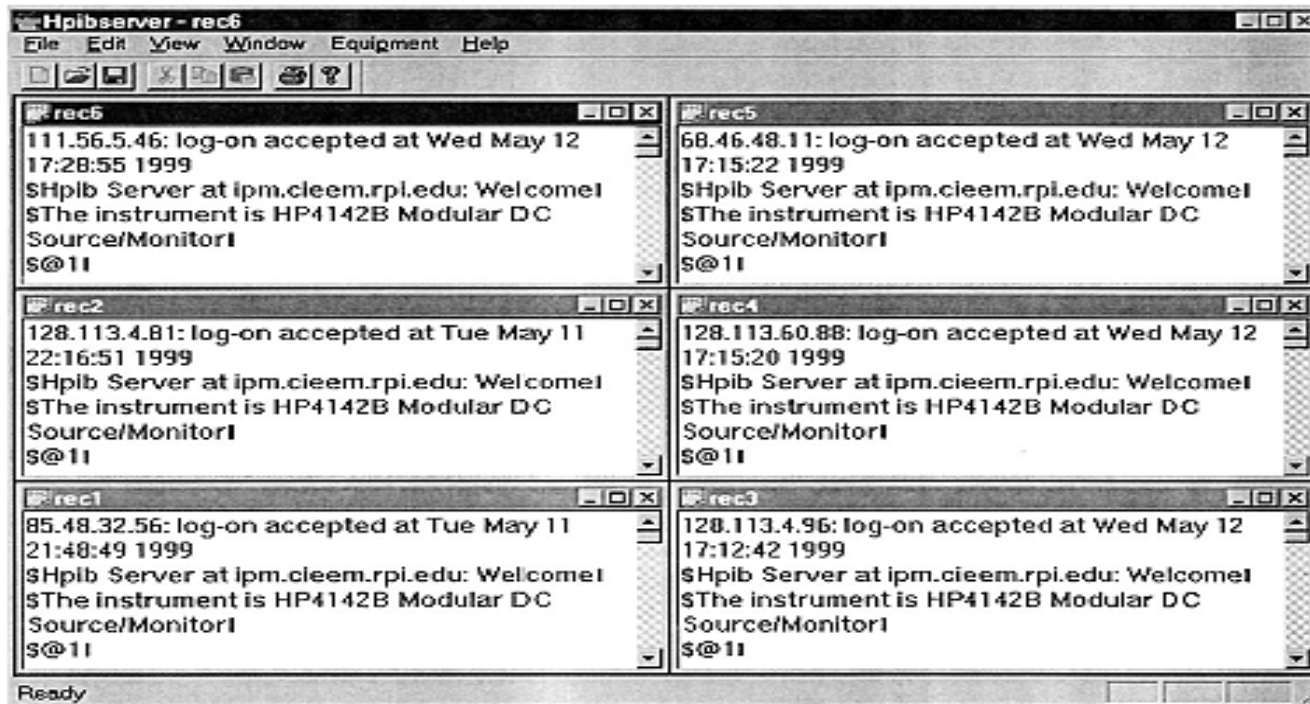 Hpibserver - rec6
File Edit View Window Equipment Help
rec6
111.56.5.46: log-on accepted at Wed May 12
17:28:55 1999
$Hpib Server at ipm.cieem.rpi.edu: Welcome!
$The instrument is HP4142B Modular DC
Source/Monitor!
$@1!
rec5
68.46.48.11: log-on accepted at Wed May 12
17:15:22 1999
$Hpib Server at ipm.cieem.rpi.edu: Welcome!
$The instrument is HP4142B Modular DC
Source/Monitor!
$@1!
rec2
128.113.4.81: log-on accepted at Tue May 11
22:16:51 1999
$Hpib Server at ipm.cieem.rpi.edu: Welcome!
$The instrument is HP4142B Modular DC
Source/Monitor!
$@1!
rec4
128.113.60.88: log-on accepted at Wed May 12
17:15:20 1999
$Hpib Server at ipm.cieem.rpi.edu: Welcome!
$The instrument is HP4142B Modular DC
Source/Monitor!
$@1!
rec1
85.48.32.56: log-on accepted at Tue May 11
21:48:49 1999
$Hpib Server at ipm.cieem.rpi.edu: Welcome!
$The instrument is HP4142B Modular DC
Source/Monitor!
$@1!
rec3
128.113.4.96: log-on accepted at Wed May 12
17:12:42 1999
$Hpib Server at ipm.cieem.rpi.edu: Welcome!
$The instrument is HP4142B Modular DC
Source/Monitor!
$@1!
Ready